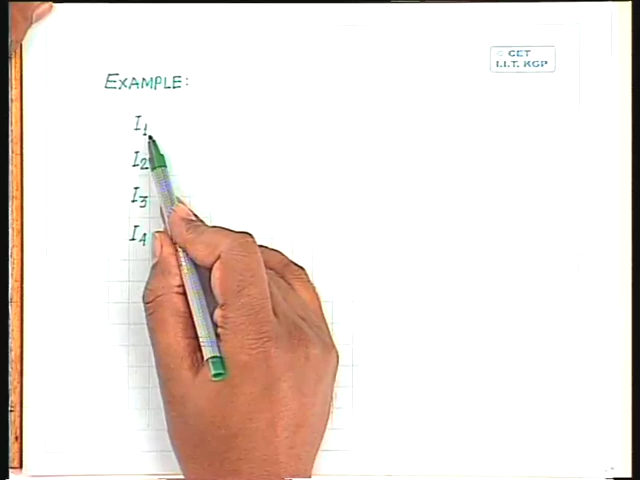 © CET
I.I.T. KGP
EXAMPLE:
I1
I2
I3
I4